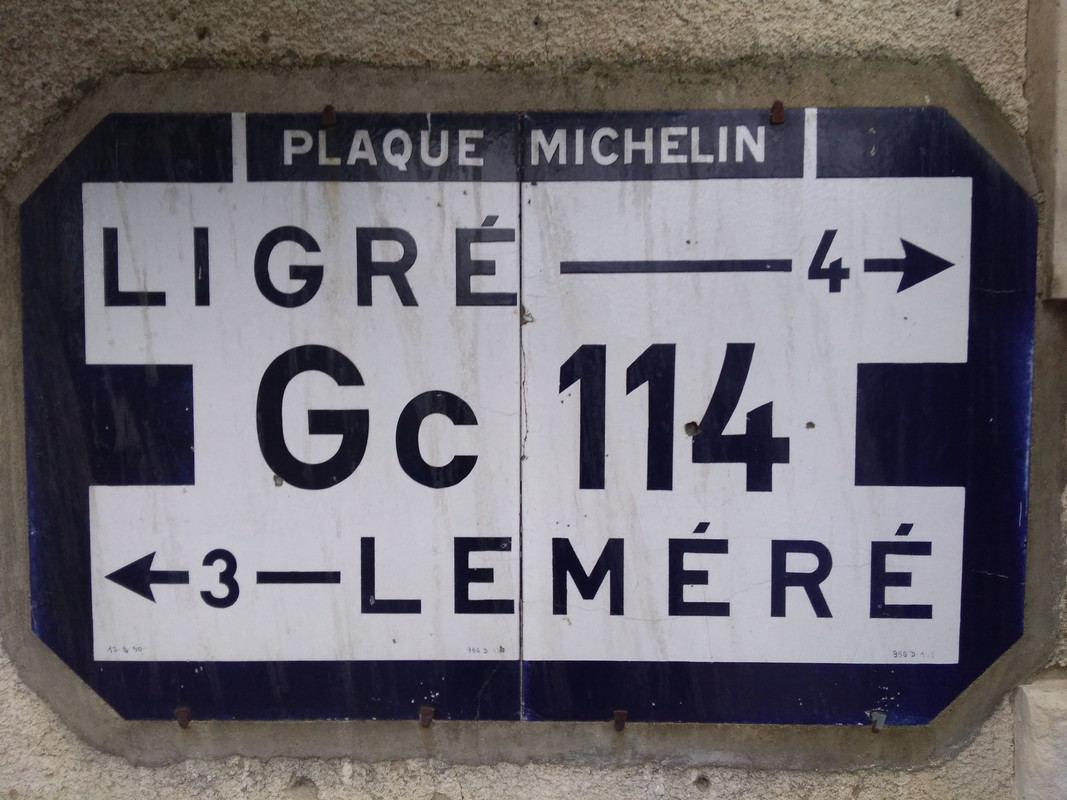 PLAQUE MICHELIN
LIGRÉ 4
Gc 114
3 LEMÉRÉ